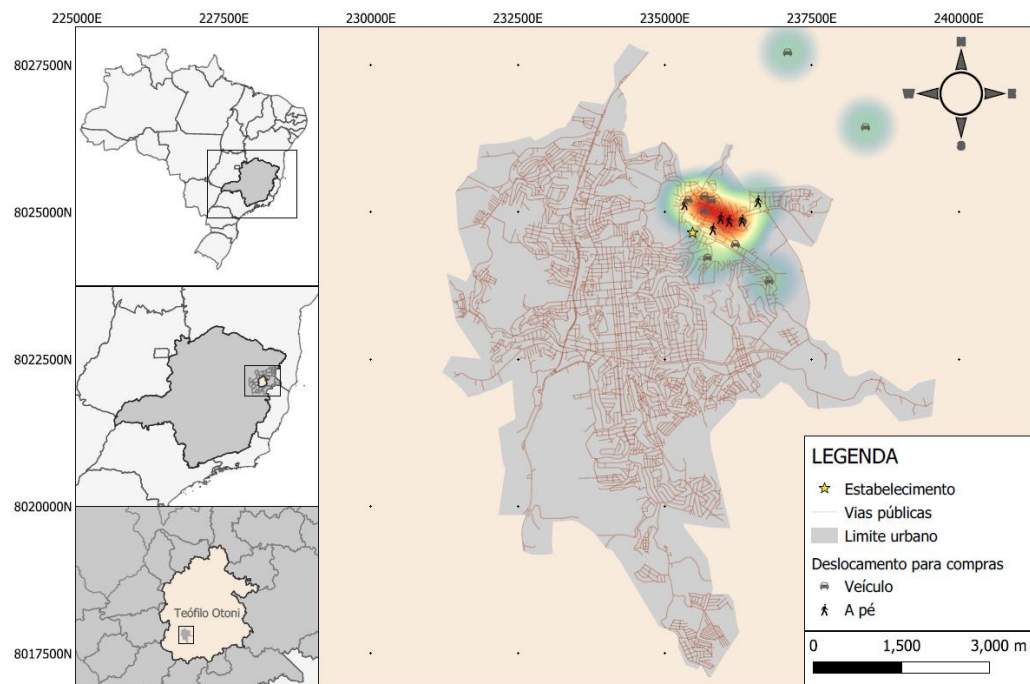 225000E 227500E 230000E 232500E 235000E 237500E 240000E
8027500N
8025000N
8022500N
8020000N
8017500N
N
W E
S
Teófilo Otoni
LEGENDA
Estabelecimento
Vias públicas
Limite urbano
Deslocamento para compras
Veículo
A pé
0 1,500 3,000 m